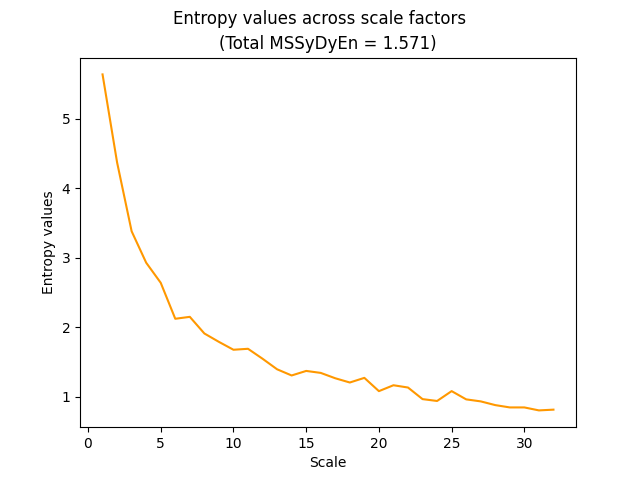 Entropy values across scale factors
(Total MSSyDyEn = 1.571)
Entropy values
5
4
3
2
1
0 5 10 15 20 25 30
Scale